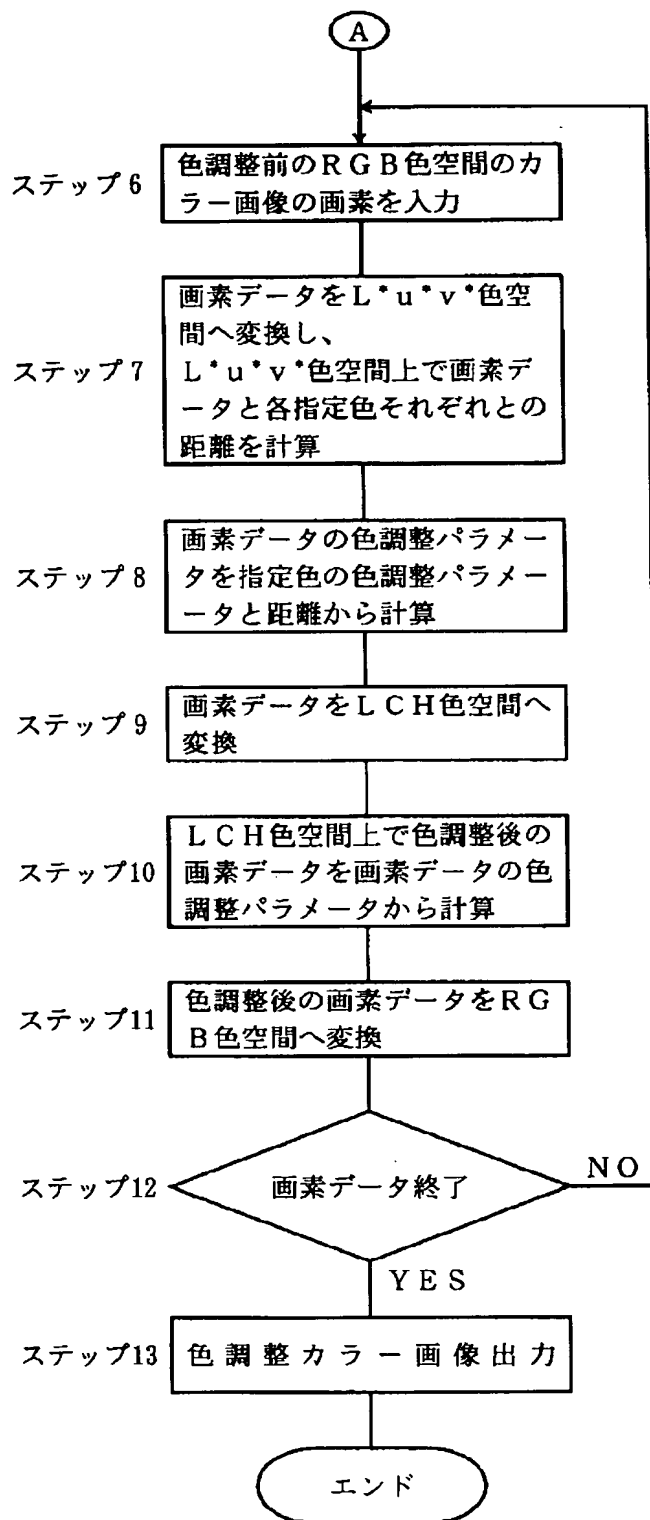 A
ステップ6
色調整前のRGB色空間のカ
ラー画像の画素を入力
ステップ7
画素データをL*u*v*色空
間へ変換し、
L*u*v*色空間上で画素デ
ータと各指定色それぞれとの
距離を計算
ステップ8
画素データの色調整パラメー
タを指定色の色調整パラメー
ータと距離から計算
ステップ9
画素データをLCH色空間へ
変換
ステップ10
LCH色空間上で色調整後の
画素データを画素データの色
調整パラメータから計算
ステップ11
色調整後の画素データをRG
B色空間へ変換
ステップ12
画素データ終了
NO
YES
ステップ13
色調整カラー画像出力
エンド